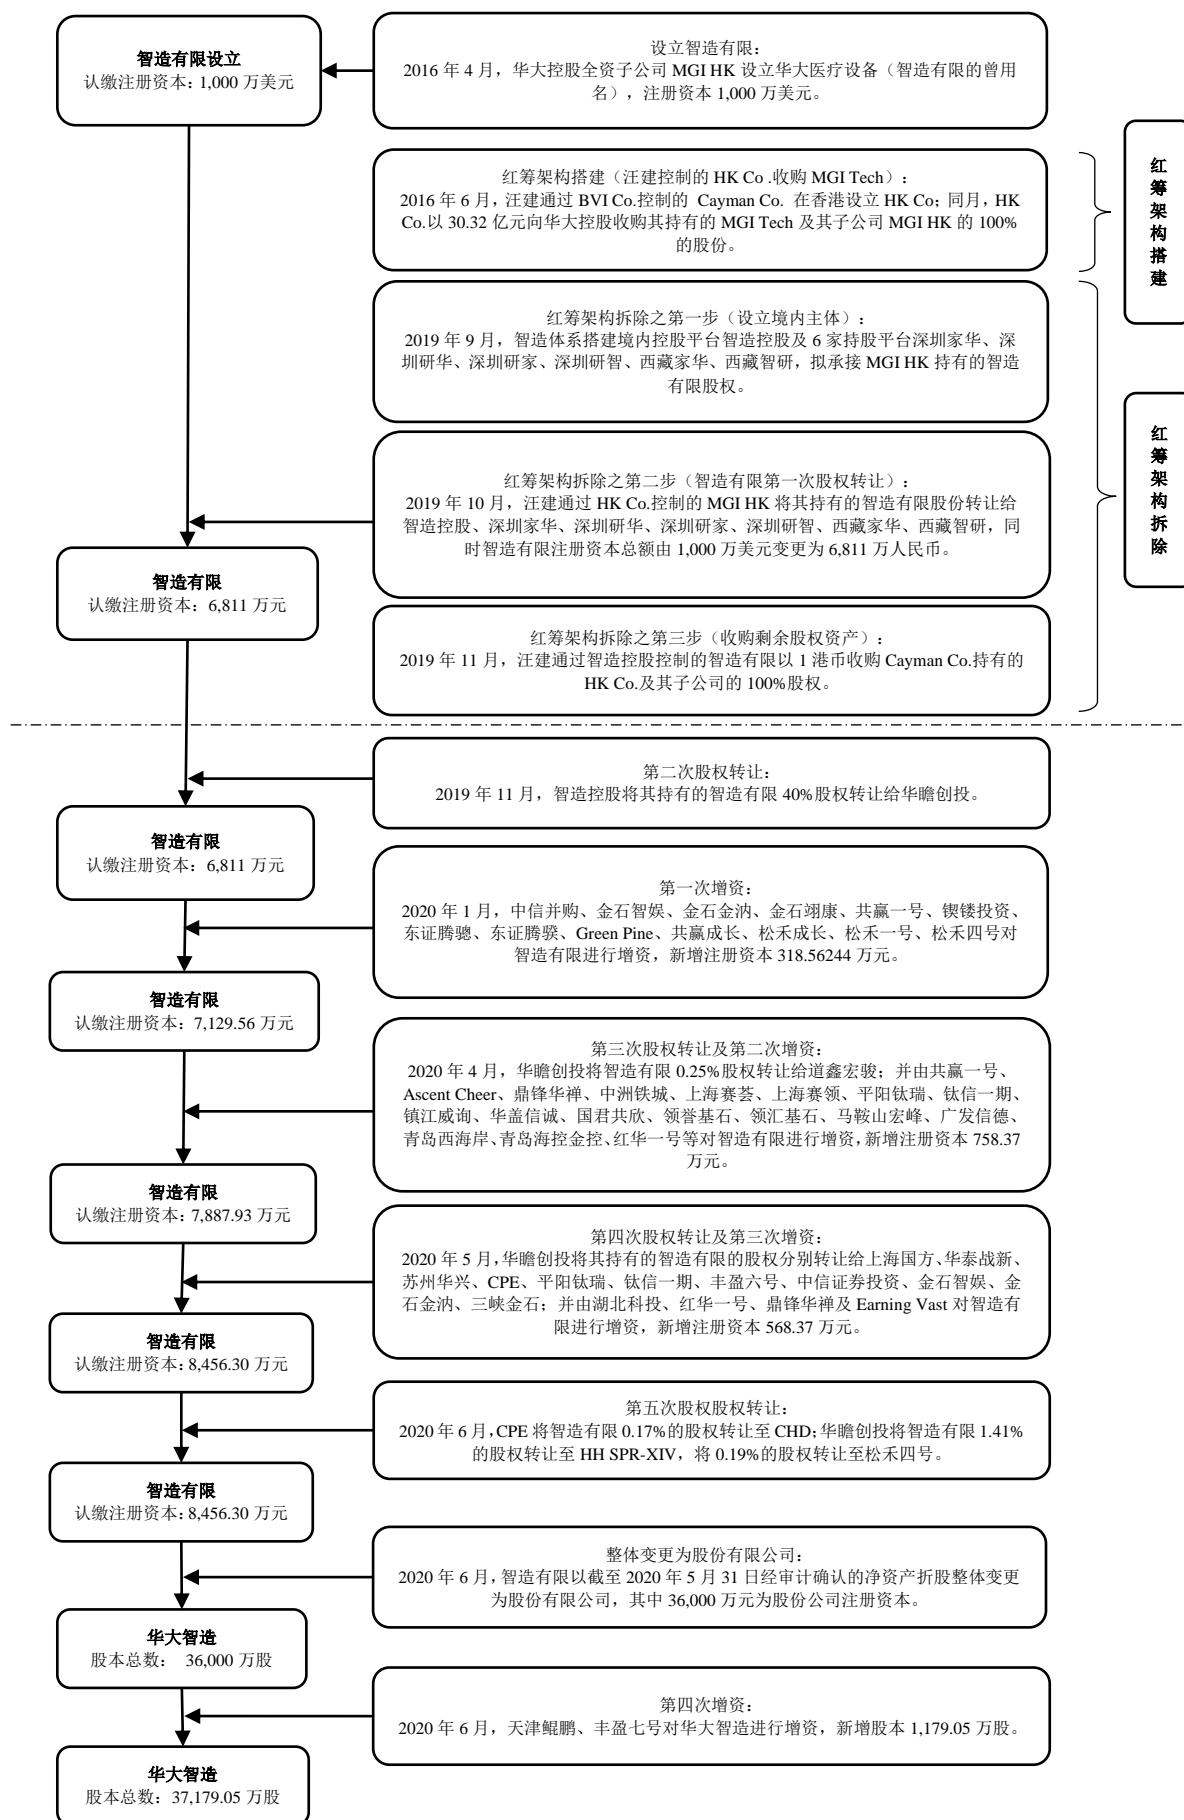 智造有限设立
认缴注册资本：1,000 万美元
设立智造有限：
2016 年 4 月，华大控股全资子公司 MGI HK 设立华大医疗设备（智造有限的曾用
名），注册资本 1,000 万美元。
红筹架构搭建（汪建控制的 HK Co .收购 MGI Tech）：
2016 年 6 月，汪建通过 BVI Co.控制的 Cayman Co. 在香港设立 HK Co；同月，HK
Co.以 30.32 亿元向华大控股收购其持有的 MGI Tech 及其子公司 MGI HK 的 100%
的股份。
红筹架构搭建
红筹架构拆除之第一步（设立境内主体）：
2019 年 9 月，智造体系搭建境内控股平台智造控股及 6 家持股平台深圳家华、深
圳研华、深圳研家、深圳研智、西藏家华、西藏智研，拟承接 MGI HK 持有的智造
有限股权。
红筹架构拆除之第二步（智造有限第一次股权转让）：
2019 年 10 月，汪建通过 HK Co.控制的 MGI HK 将其持有的智造有限股份转让给
智造控股、深圳家华、深圳研华、深圳研家、深圳研智、西藏家华、西藏智研，同
时智造有限注册资本总额由 1,000 万美元变更为 6,811 万人民币。
红筹架构拆除
智造有限
认缴注册资本：6,811 万元
红筹架构拆除之第三步（收购剩余股权资产）：
2019 年 11 月，汪建通过智造控股控制的智造有限以 1 港币收购 Cayman Co.持有的
HK Co.及其子公司的 100%股权。
第二次股权转让：
2019 年 11 月，智造控股将其持有的智造有限 40%股权转让给华瞻创投。
智造有限
认缴注册资本：6,811 万元
第一次增资：
2020 年 1 月，中信并购、金石智娱、金石金汭、金石翊康、共赢一号、锲镂投资、
东证腾骢、东证腾骙、Green Pine、共赢成长、松禾成长、松禾一号、松禾四号对
智造有限进行增资，新增注册资本 318.56244 万元。
智造有限
认缴注册资本：7,129.56 万元
第三次股权转让及第二次增资：
2020 年 4 月，华瞻创投将智造有限 0.25%股权转让给道鑫宏骏；并由共赢一号、
Ascent Cheer、鼎锋华禅、中洲铁城、上海赛荟、上海赛领、平阳钛瑞、钛信一期、
镇江威询、华盖信诚、国君共欣、领誉基石、领汇基石、马鞍山宏峰、广发信德、
青岛西海岸、青岛海控金控、红华一号等对智造有限进行增资，新增注册资本 758.37
万元。
智造有限
认缴注册资本：7,887.93 万元
第四次股权转让及第三次增资：
2020 年 5 月，华瞻创投将其持有的智造有限的股权分别转让给上海国方、华泰战新、
苏州华兴、CPE、平阳钛瑞、钛信一期、丰盈六号、中信证券投资、金石智娱、金
石金汭、三峡金石；并由湖北科投、红华一号、鼎锋华禅及 Earning Vast 对智造有
限进行增资，新增注册资本 568.37 万元。
智造有限
认缴注册资本：8,456.30 万元
第五次股权股权转让：
2020 年 6 月，CPE 将智造有限 0.17%的股权转让至 CHD；华瞻创投将智造有限 1.41%
的股权转让至 HH SPR-XIV，将 0.19%的股权转让至松禾四号。
智造有限
认缴注册资本：8,456.30 万元
整体变更为股份有限公司：
2020 年 6 月，智造有限以截至 2020 年 5 月 31 日经审计确认的净资产折股整体变更
为股份有限公司，其中 36,000 万元为股份公司注册资本。
华大智造
股本总数： 36,000 万股
第四次增资：
2020 年 6 月，天津鲲鹏、丰盈七号对华大智造进行增资，新增股本 1,179.05 万股。
华大智造
股本总数：37,179.05 万股